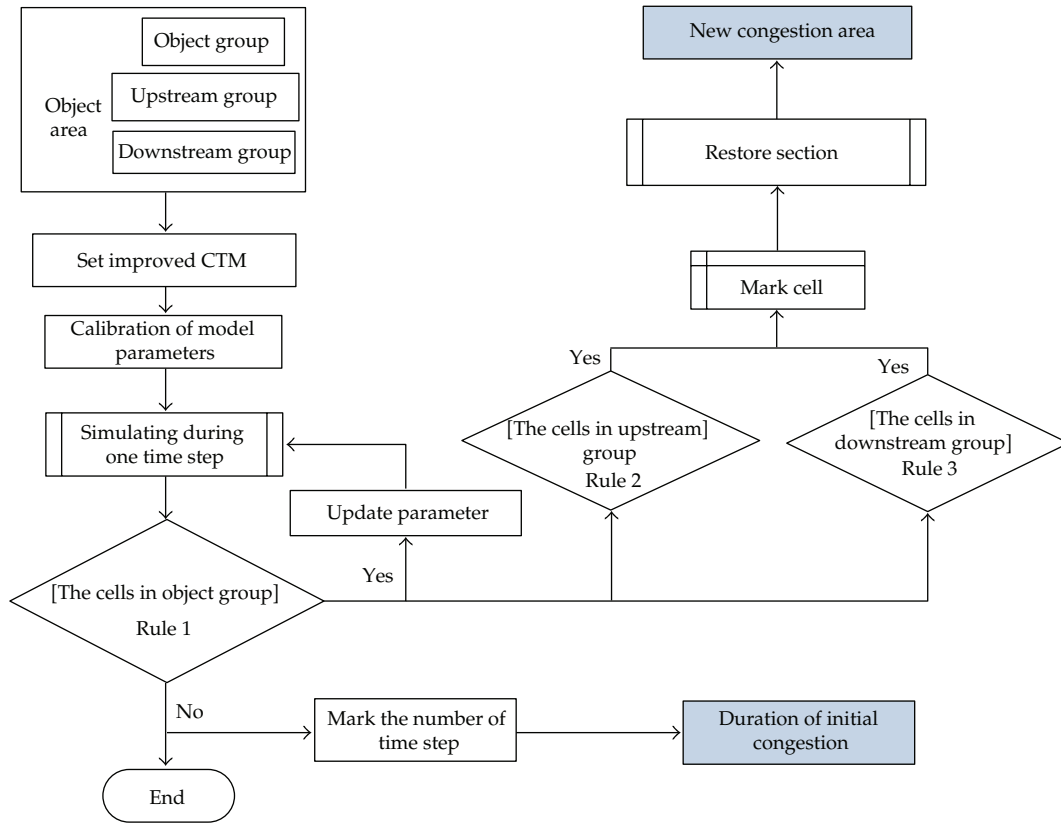 Object group
Upstream group
Object
area
Downstream group
Set improved CTM
Calibration of model
parameters
Simulating during
one time step
Update parameter
Yes
[The cells in object group]
Rule 1
No
Mark the number of
time step
Duration of initial
congestion
End
New congestion area
Restore section
Mark cell
Yes
Yes
[The cells in upstream]
group
Rule 2
[The cells in
downstream group]
Rule 3